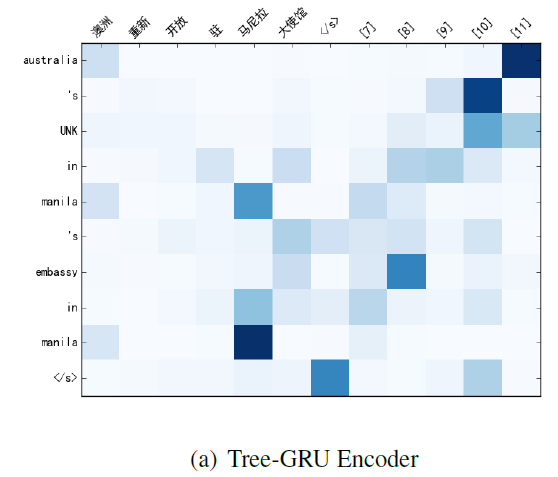 澳洲 重新 开放 驻 马尼拉 大使馆 </s> [7] [8] [9] [10] [11]
australia
's
UNK
in
manila
's
embassy
in
manila
</s>
(a) Tree-GRU Encoder